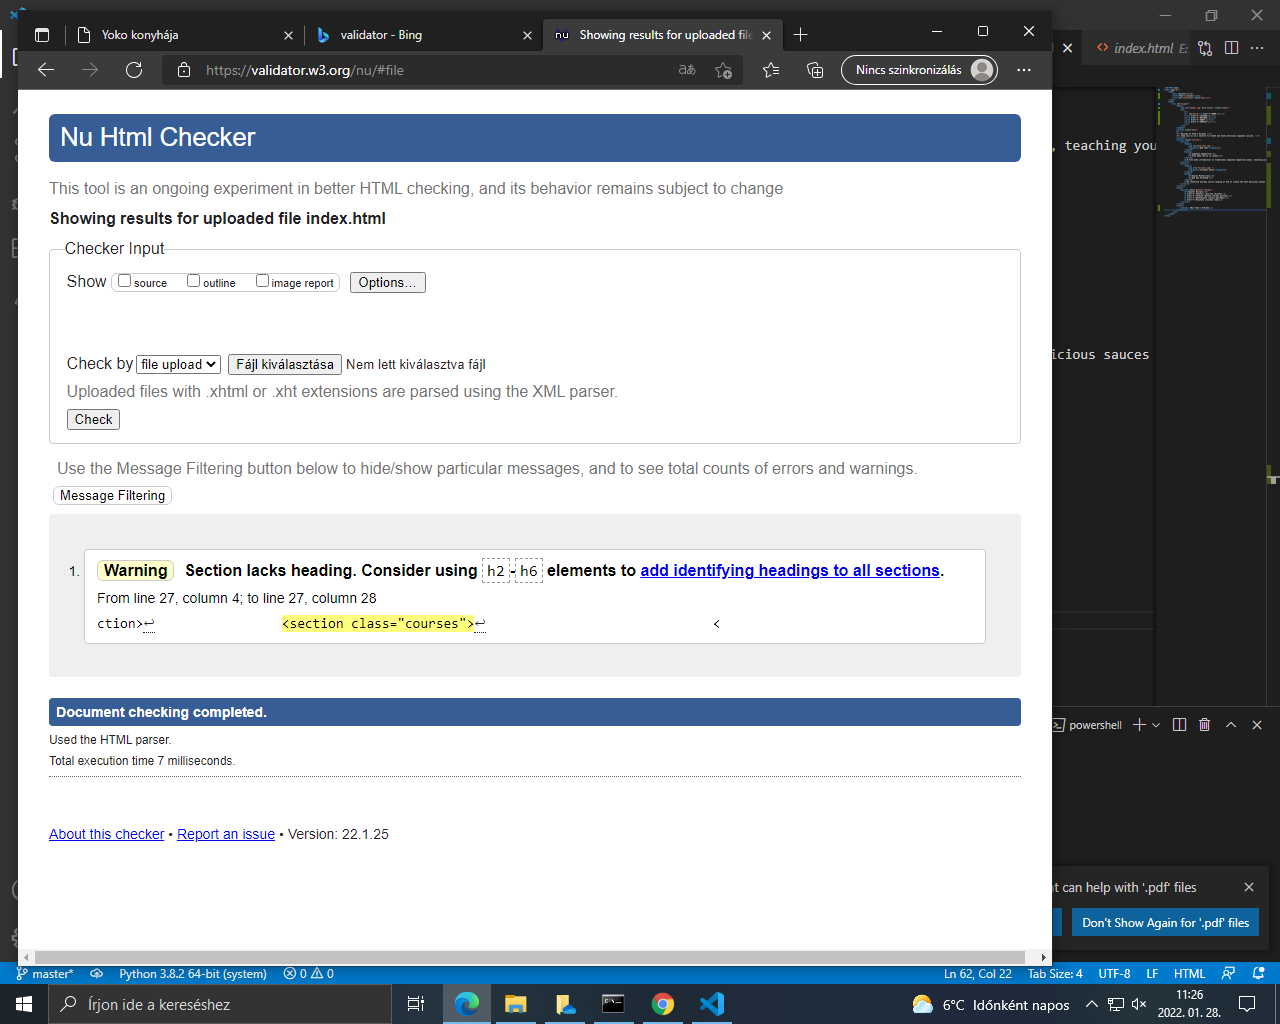 Yoko konyhája
validator - Bing
Showing results for uploaded file
index.html E:
https://validator.w3.org/nu/#file
Nincs szinkronizálás
Nu Html Checker
, teaching you
This tool is an ongoing experiment in better HTML checking, and its behavior remains subject to change
Showing results for uploaded file index.html
Checker Input
Show source outline image report Options...
icious sauces
Check by file upload Fájl kiválasztása Nem lett kiválasztva fájl
Uploaded files with .xhtml or .xht extensions are parsed using the XML parser.
Check
Use the Message Filtering button below to hide/show particular messages, and to see total counts of errors and warnings.
Message Filtering
1. Warning Section lacks heading. Consider using h2-h6 elements to add identifying headings to all sections.
From line 27, column 4; to line 27, column 28
ction>↩ <section class="courses">↩ <
Document checking completed.
powershell
Used the HTML parser.
Total execution time 7 milliseconds.
About this checker • Report an issue • Version: 22.1.25
t can help with '.pdf' files
Don't Show Again for '.pdf' files
master* Python 3.8.2 64-bit (system) 0 0 Ln 62, Col 22 Tab Size: 4 UTF-8 LF HTML
Írjon ide a kereséshez
6°C Időnként napos
11:26
2022. 01. 28.